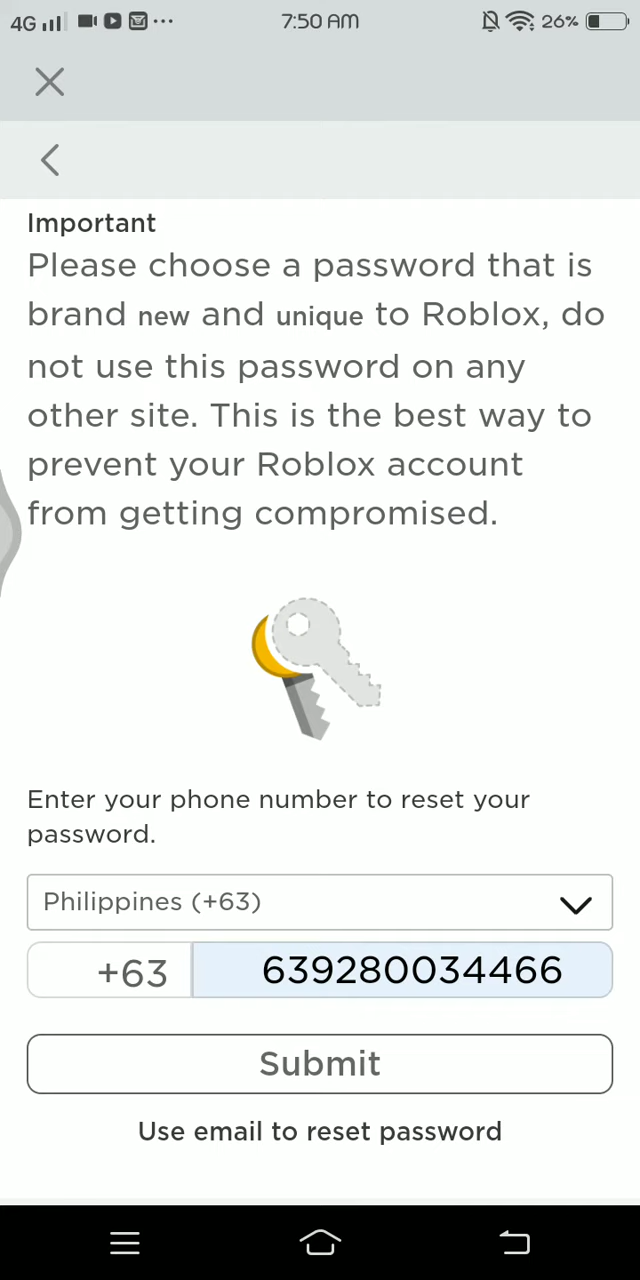 4G 7:50 AM 26%
Important
Please choose a password that is
brand new and unique to Roblox, do
not use this password on any
other site. This is the best way to
prevent your Roblox account
from getting compromised.
Enter your phone number to reset your
password.
Philippines (+63)
+63 639280034466
Submit
Use email to reset password